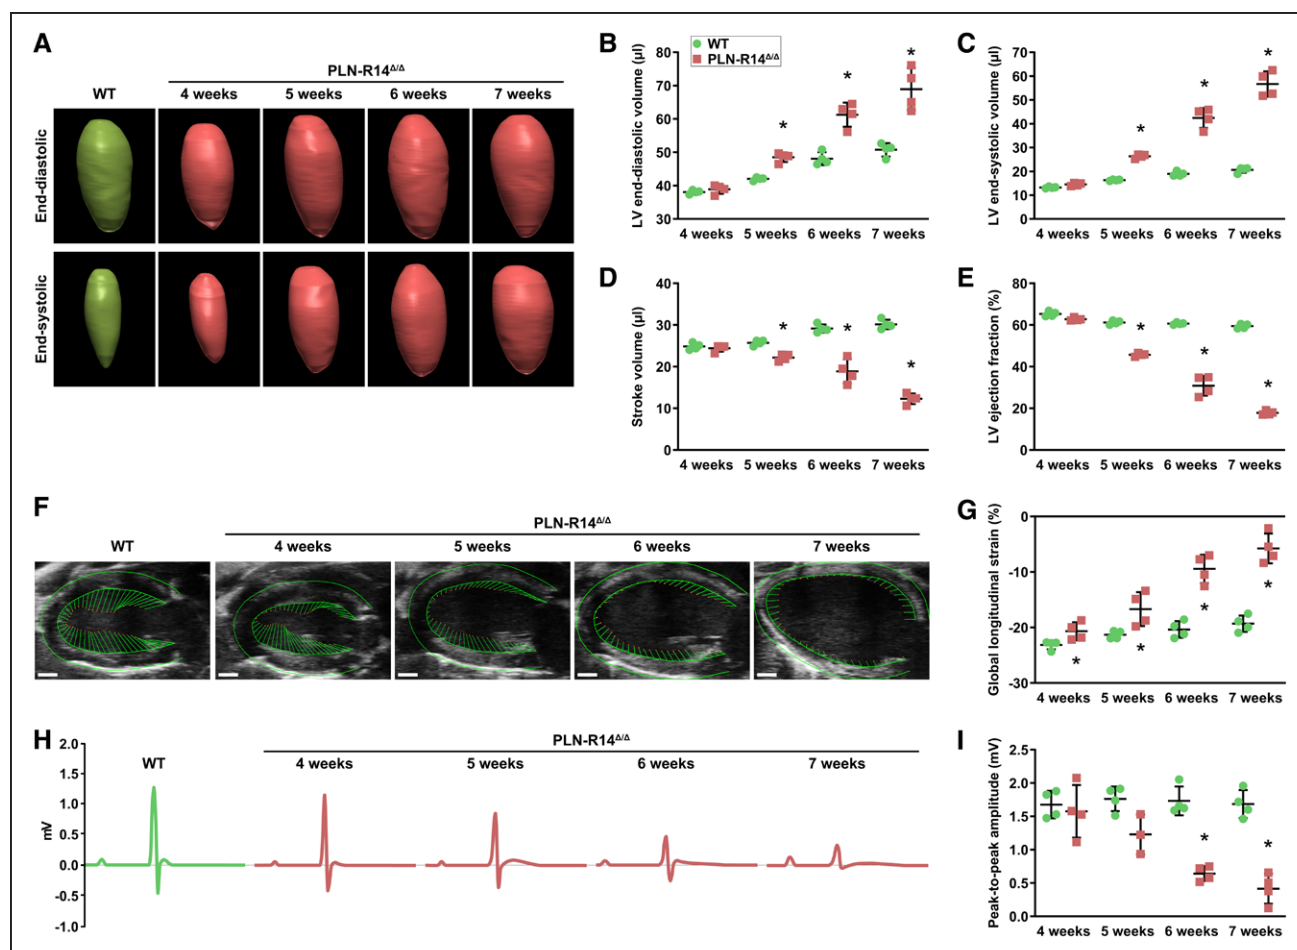 A
PLN-R14Δ/Δ
WT 4 weeks 5 weeks 6 weeks 7 weeks
End-diastolic
End-systolic
B
WT
PLN-R14Δ/Δ
LV end-diastolic volume (µl)
80
70
60
50
40
30
* * *
4 weeks 5 weeks 6 weeks 7 weeks
C
LV end-systolic volume (µl)
70
60
50
40
30
20
10
0
* * *
4 weeks 5 weeks 6 weeks 7 weeks
D
Stroke volume (µl)
40
30
20
10
0
* * *
4 weeks 5 weeks 6 weeks 7 weeks
E
LV ejection fraction (%)
80
60
40
20
0
* * *
4 weeks 5 weeks 6 weeks 7 weeks
F
PLN-R14Δ/Δ
WT 4 weeks 5 weeks 6 weeks 7 weeks
G
Global longitudinal strain (%)
0
-10
-20
-30
* * * *
4 weeks 5 weeks 6 weeks 7 weeks
H
PLN-R14Δ/Δ
WT 4 weeks 5 weeks 6 weeks 7 weeks
mV
2.0
1.5
1.0
0.5
0.0
-0.5
-1.0
I
Peak-to-peak amplitude (mV)
2.5
2.0
1.5
1.0
0.5
0.0
* *
4 weeks 5 weeks 6 weeks 7 weeks